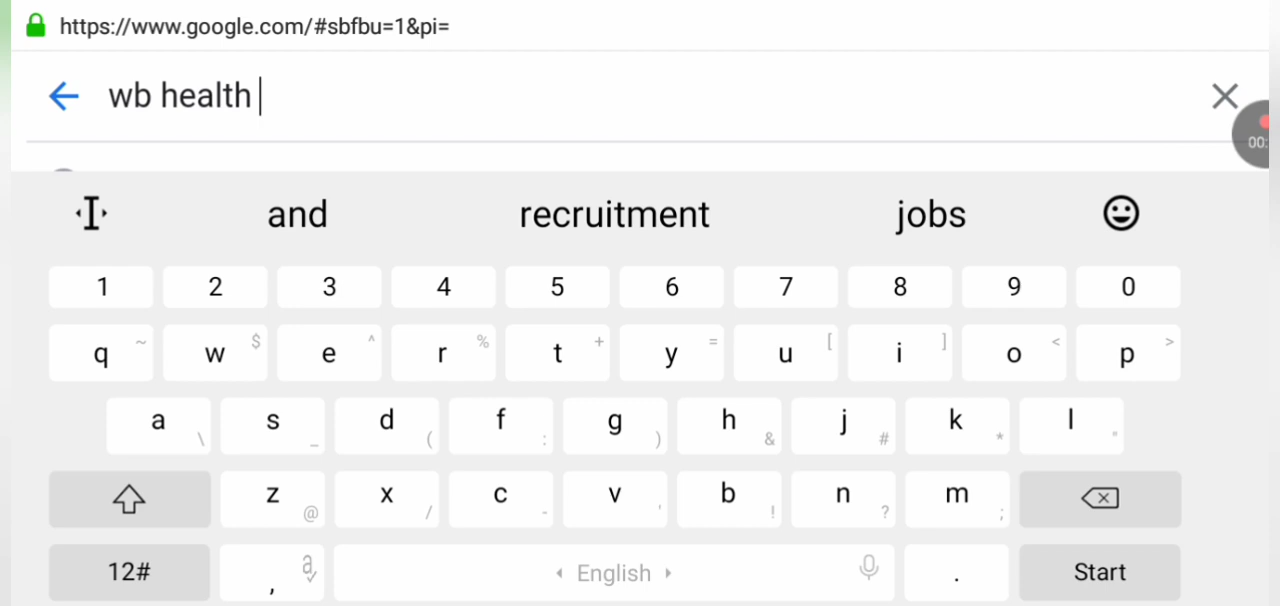 https://www.google.com/#sbfbu=1&pi=
wb health
00:
and recruitment jobs
1 2 3 4 5 6 7 8 9 0
q ~ w $ e ^ r % t + y = u [ i ] o < p >
a \ s _ d ( f : g ) h & j # k * l "
z @ x / c - v ' b ! n ? m ;
12# , a English . Start